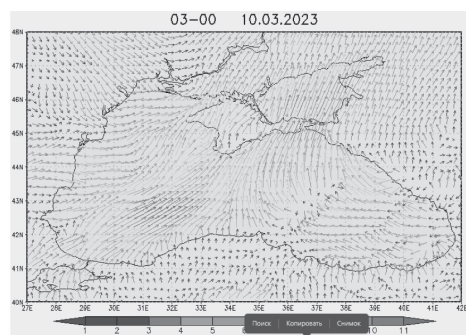 03-00 10.03.2023
48N
47N
46N
45N
44N
43N
42N
41N
40N
27E 28E 29E 30E 31E 32E 33E 34E 35E 36E 37E 38E 39E 40E 41E 42E
1 2 3 4 5 10 11
Поиск Копировать Снимок